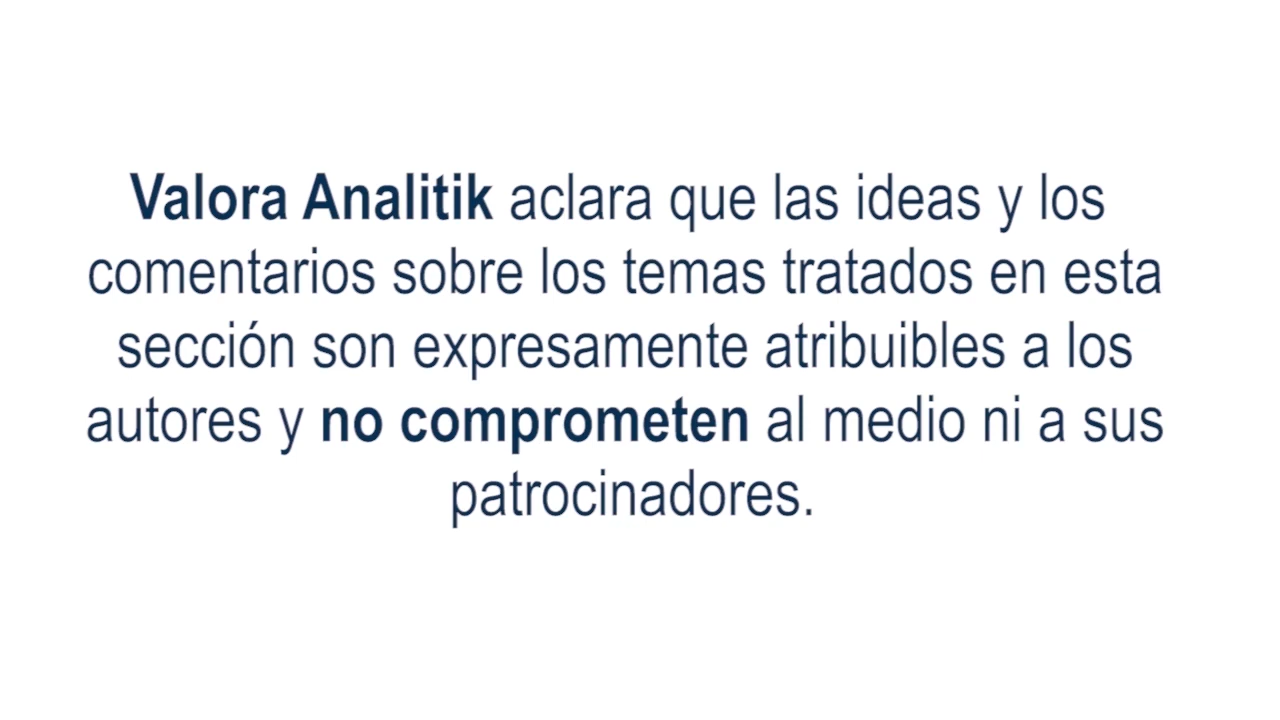 Valora Analitik aclara que las ideas y los
comentarios sobre los temas tratados en esta
sección son expresamente atribuibles a los
autores y no comprometen al medio ni a sus
patrocinadores.